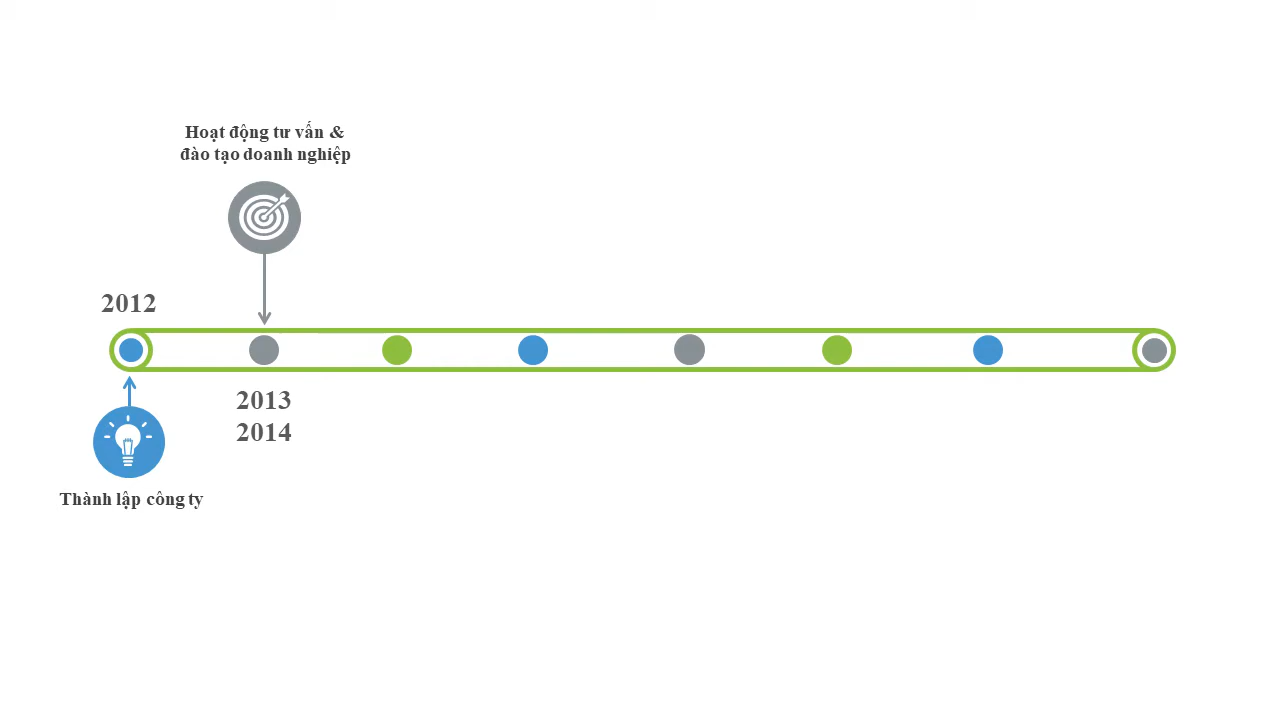 Hoạt động tư vấn &
đào tạo doanh nghiệp
2012
2013
2014
Thành lập công ty